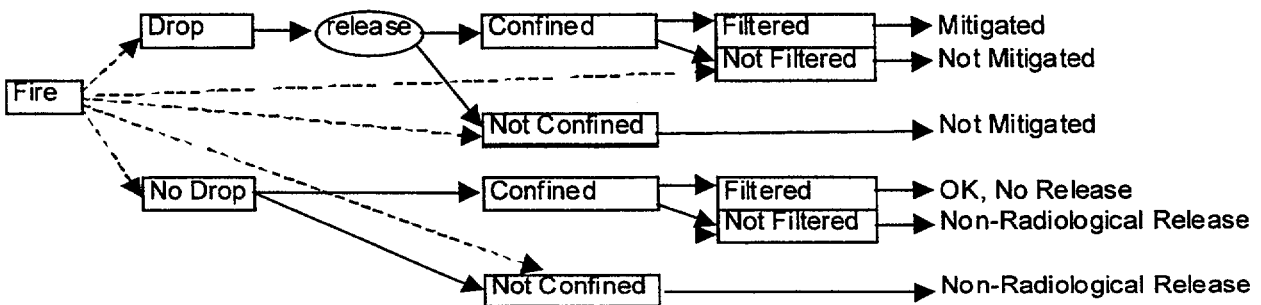 Drop
release
Confined
Filtered
Mitigated
Not Filtered
Not Mitigated
Fire
Not Confined
Not Mitigated
No Drop
Confined
Filtered
OK, No Release
Not Filtered
Non-Radiological Release
Not Confined
Non-Radiological Release